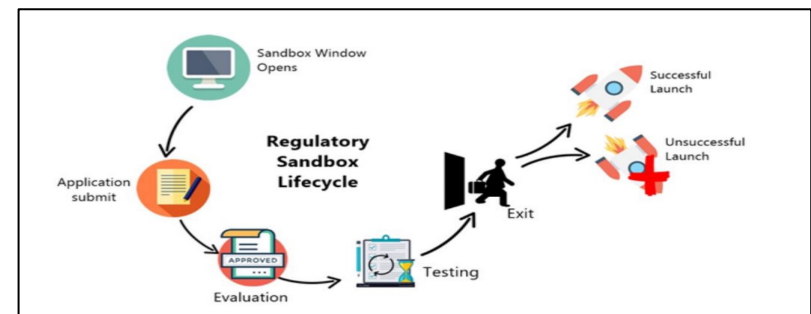 Sandbox Window
Opens
Successful
Launch
Regulatory
Sandbox
Lifecycle
Unsuccessful
Launch
Application
submit
Exit
APPROVED
Testing
Evaluation